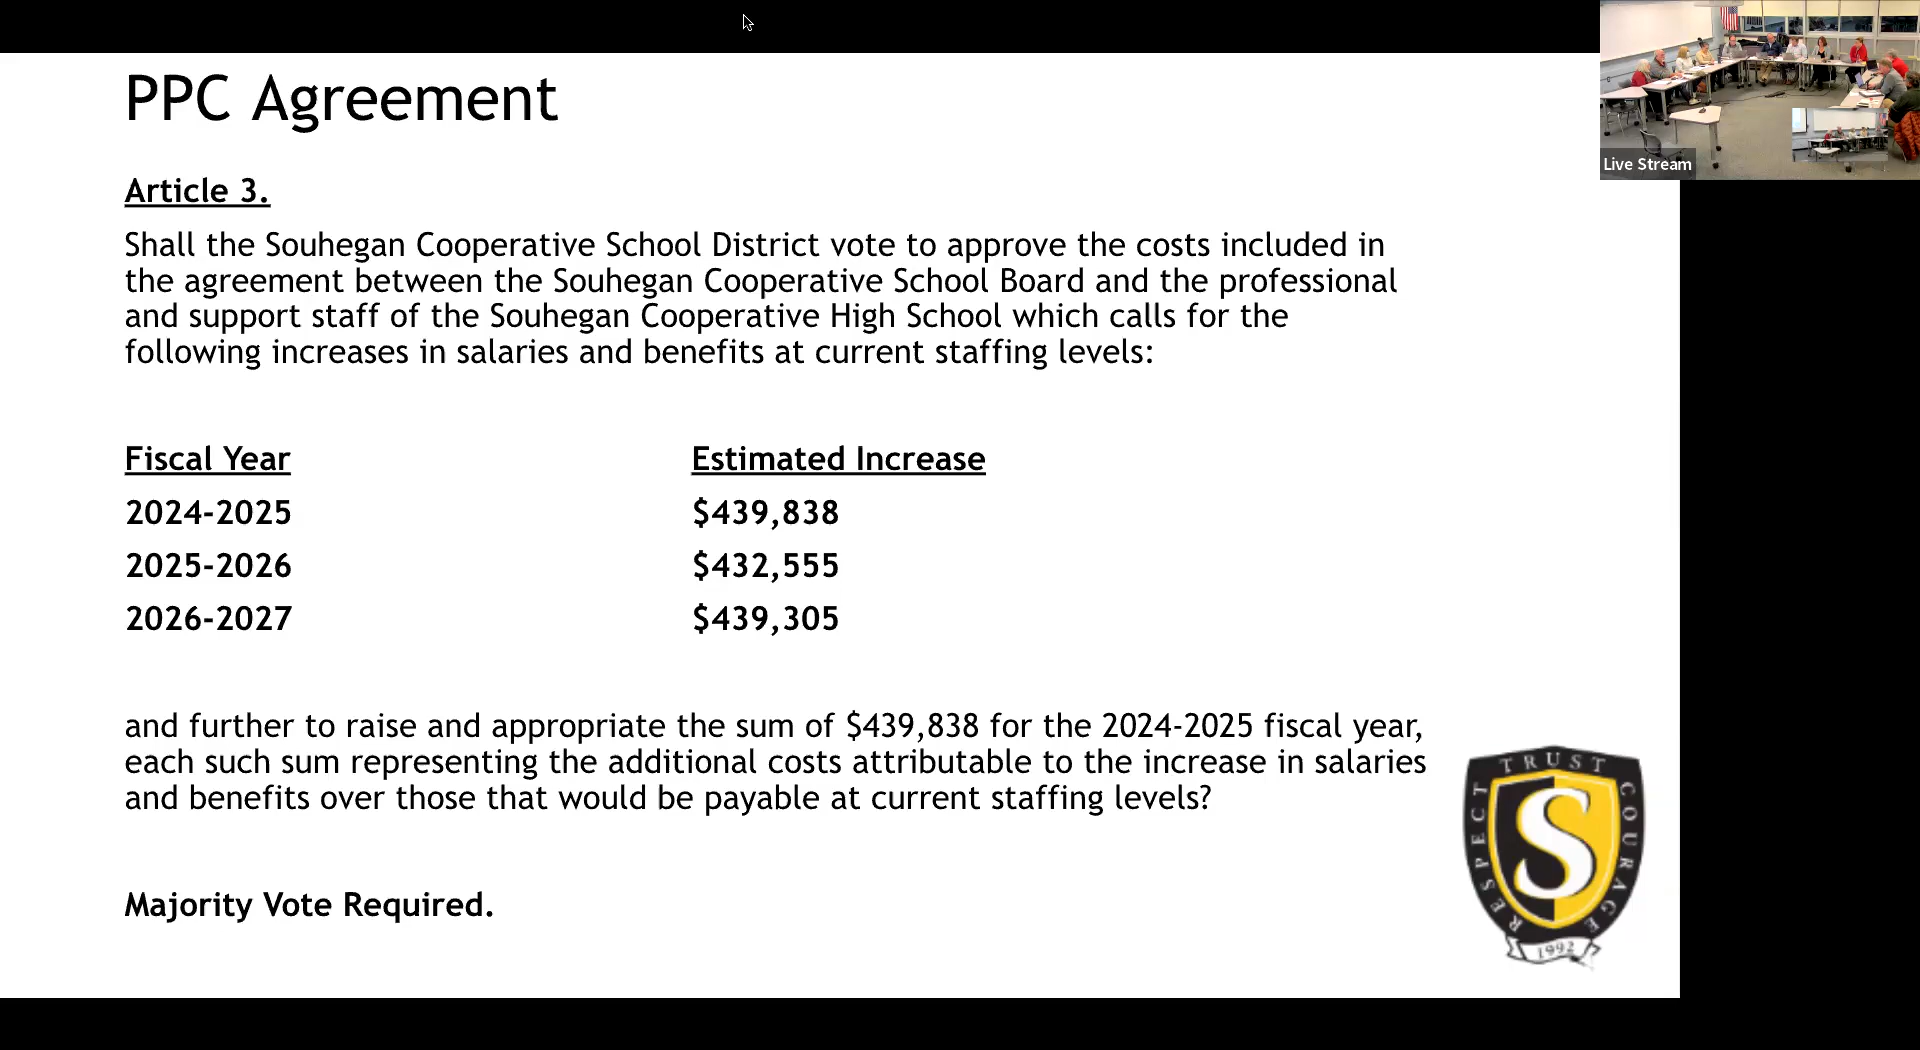 PPC Agreement
Live Stream
Article 3.
Shall the Souhegan Cooperative School District vote to approve the costs included in
the agreement between the Souhegan Cooperative School Board and the professional
and support staff of the Souhegan Cooperative High School which calls for the
following increases in salaries and benefits at current staffing levels:
Fiscal Year Estimated Increase
2024-2025 $439,838
2025-2026 $432,555
2026-2027 $439,305
and further to raise and appropriate the sum of $439,838 for the 2024-2025 fiscal year,
each such sum representing the additional costs attributable to the increase in salaries
and benefits over those that would be payable at current staffing levels?
Majority Vote Required.
RESPECT TRUST COURAGE
S
1992